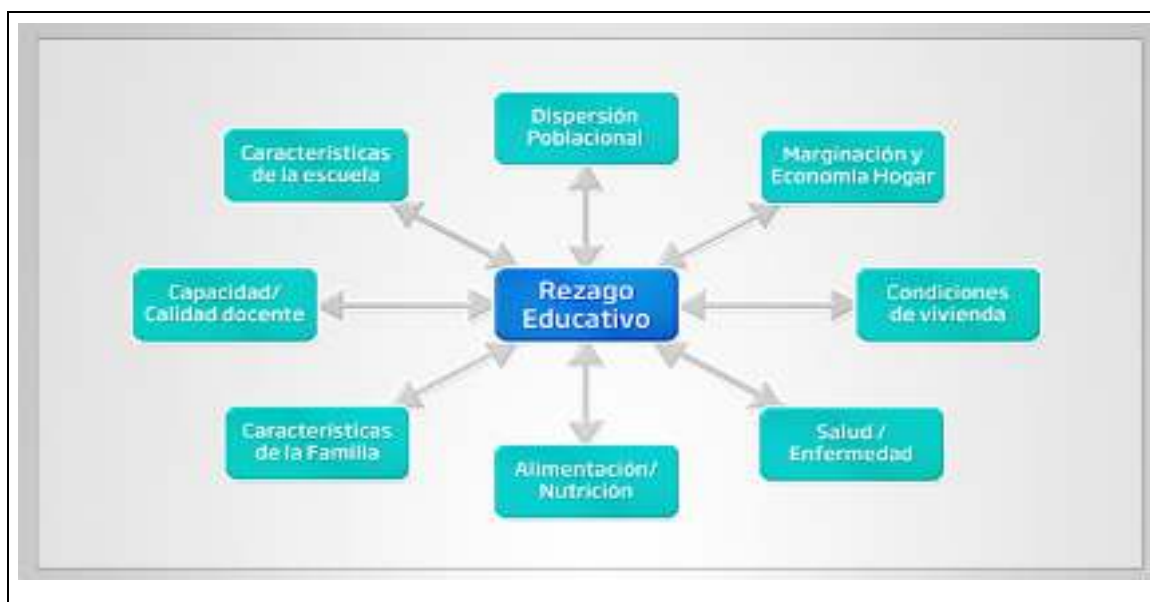 Dispersión
Poblacional
Características
de la escuela
Marginación y
Economía Hogar
Capacidad/
Calidad docente
Rezago
Educativo
Condiciones
de vivienda
Características
de la Familia
Alimentación/
Nutrición
Salud /
Enfermedad